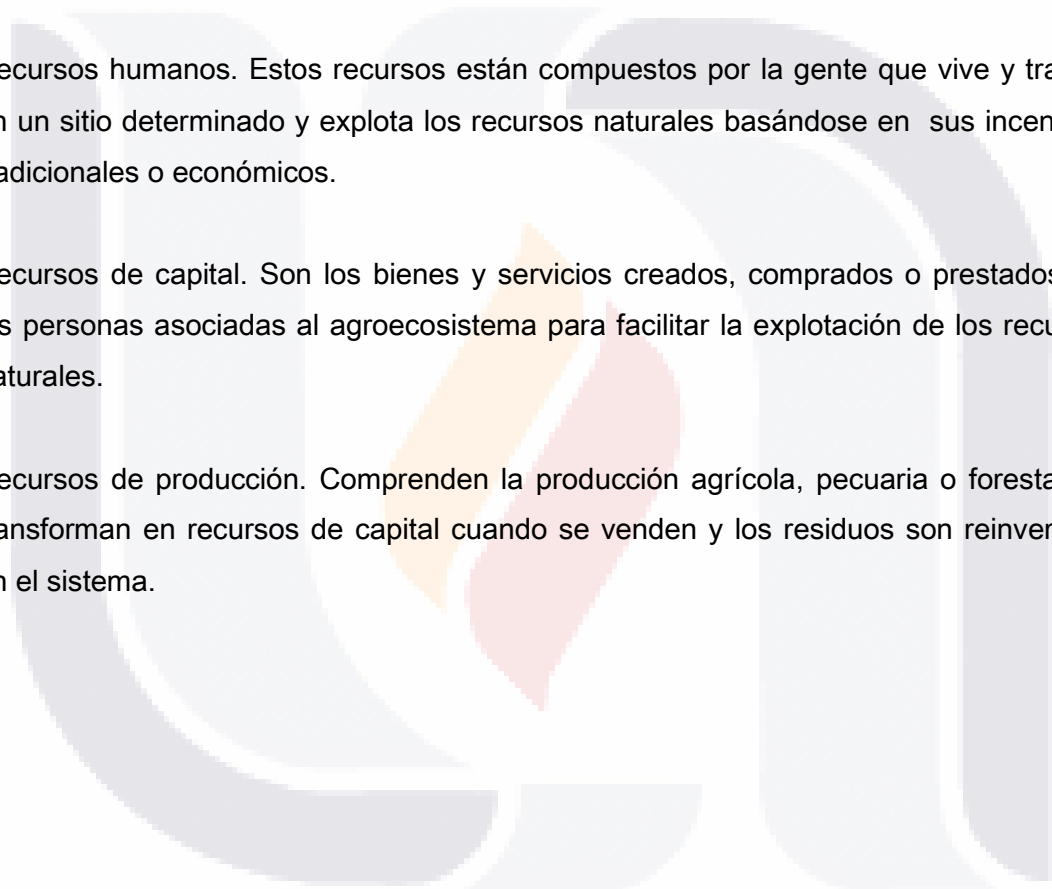 ecursos humanos. Estos recursos están compuestos por la gente que vive y tra
n un sitio determinado y explota los recursos naturales basándose en sus incen
adicionales o económicos.
ecursos de capital. Son los bienes y servicios creados, comprados o prestados
s personas asociadas al agroecosistema para facilitar la explotación de los recu
aturales.
ecursos de producción. Comprenden la producción agrícola, pecuaria o foresta
ansforman en recursos de capital cuando se venden y los residuos son reinver
n el sistema.